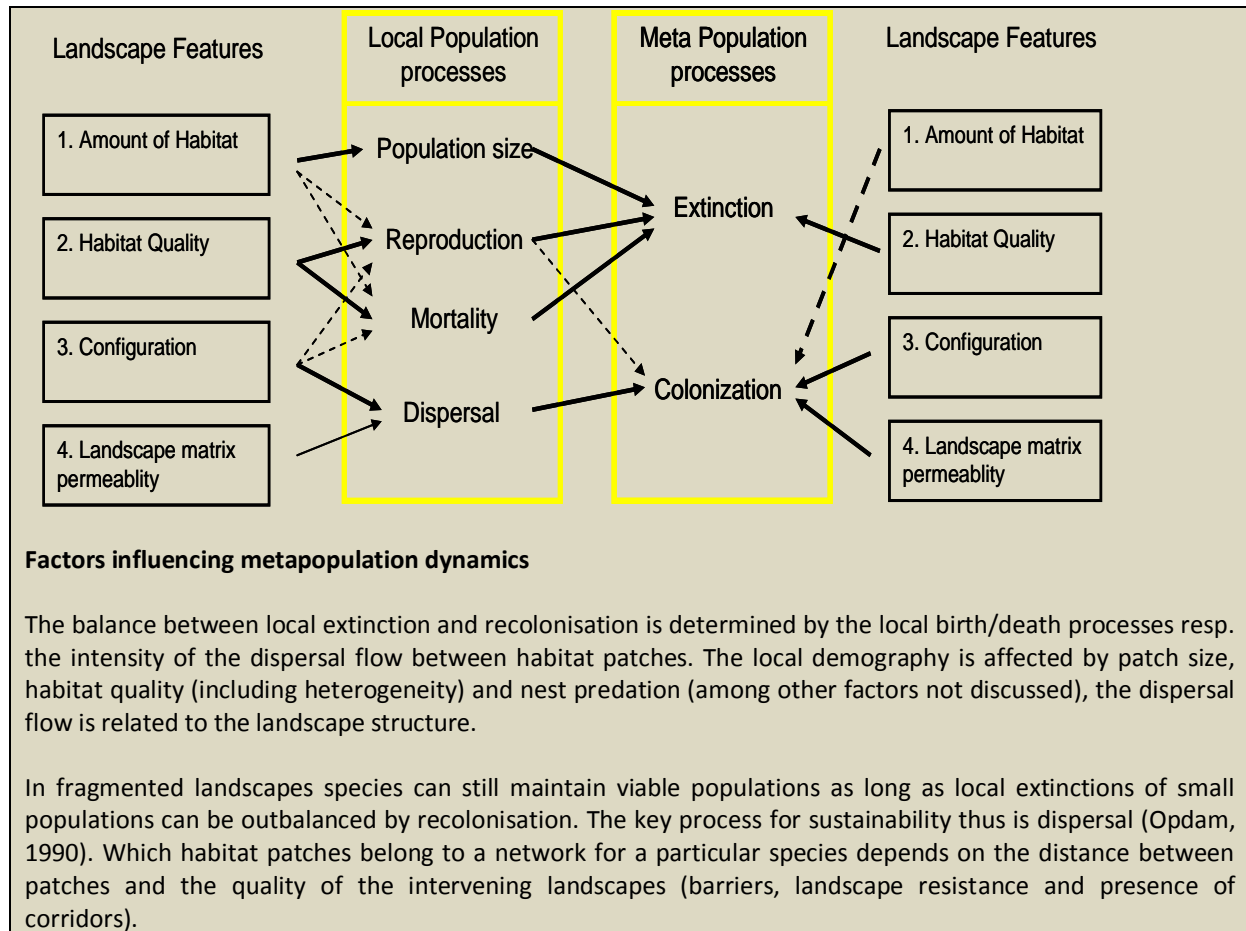 Landscape Features
Local Population
processes
Meta Population
processes
Landscape Features
1. Amount of Habitat
2. Habitat Quality
3. Configuration
4. Landscape matrix
permeablity
Population size
Reproduction
Mortality
Dispersal
Extinction
Colonization
1. Amount of Habitat
2. Habitat Quality
3. Configuration
4. Landscape matrix
permeablity
Factors influencing metapopulation dynamics
The balance between local extinction and recolonisation is determined by the local birth/death processes resp.
the intensity of the dispersal flow between habitat patches. The local demography is affected by patch size,
habitat quality (including heterogeneity) and nest predation (among other factors not discussed), the dispersal
flow is related to the landscape structure.
In fragmented landscapes species can still maintain viable populations as long as local extinctions of small
populations can be outbalanced by recolonisation. The key process for sustainability thus is dispersal (Opdam,
1990). Which habitat patches belong to a network for a particular species depends on the distance between
patches and the quality of the intervening landscapes (barriers, landscape resistance and presence of
corridors).